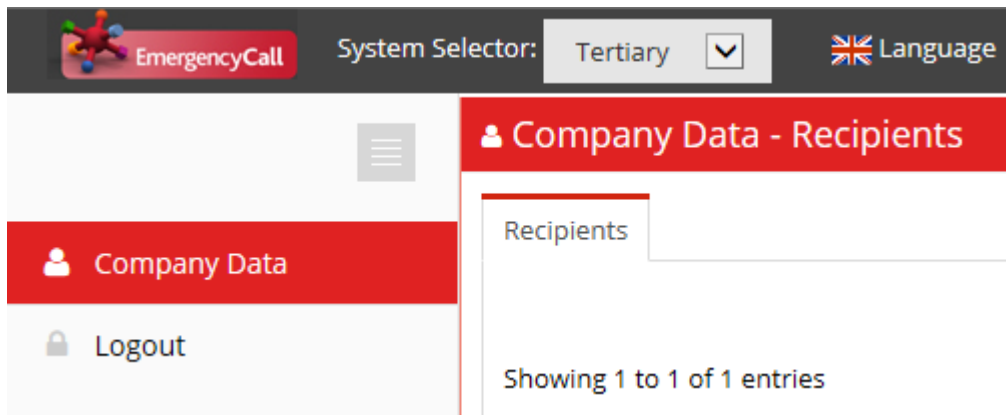 EmergencyCall
System Selector: Tertiary
Language
Company Data - Recipients
Recipients
Company Data
Logout
Showing 1 to 1 of 1 entries